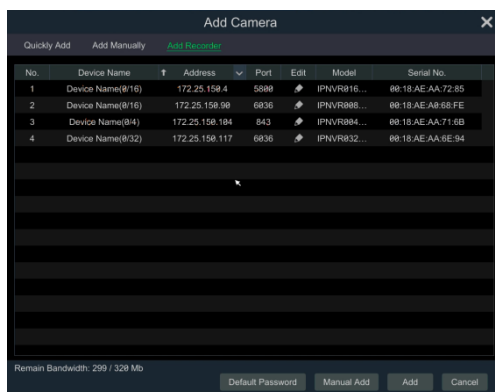 Add Camera
Quickly Add Add Manually Add Recorder
No. Device Name ↑ Address Port Edit Model Serial No.
1 Device Name(0/16) 172.25.150.4 5800 IPNVR016... 00:18:AE:AA:72:85
2 Device Name(0/16) 172.25.150.90 6036 IPNVR008... 00:18:AE:A0:68:FE
3 Device Name(0/4) 172.25.150.104 843 IPNVR004... 00:18:AE:AA:71:6B
4 Device Name(0/32) 172.25.150.117 6036 IPNVR032... 00:18:AE:AA:6E:94
Remain Bandwidth: 299 / 320 Mb
Default Password Manual Add Add Cancel